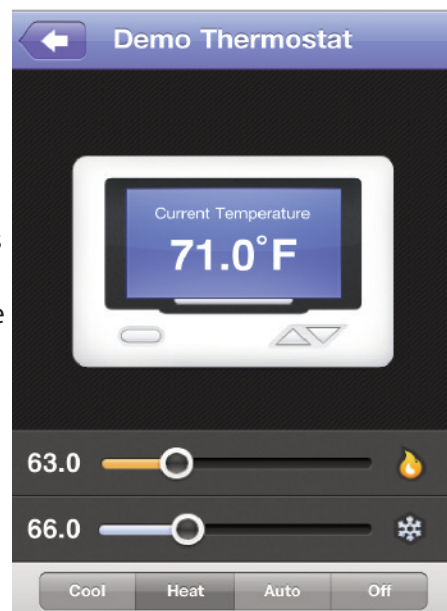 Demo Thermostat
Current Temperature
71.0°F
63.0
66.0
Cool Heat Auto Off